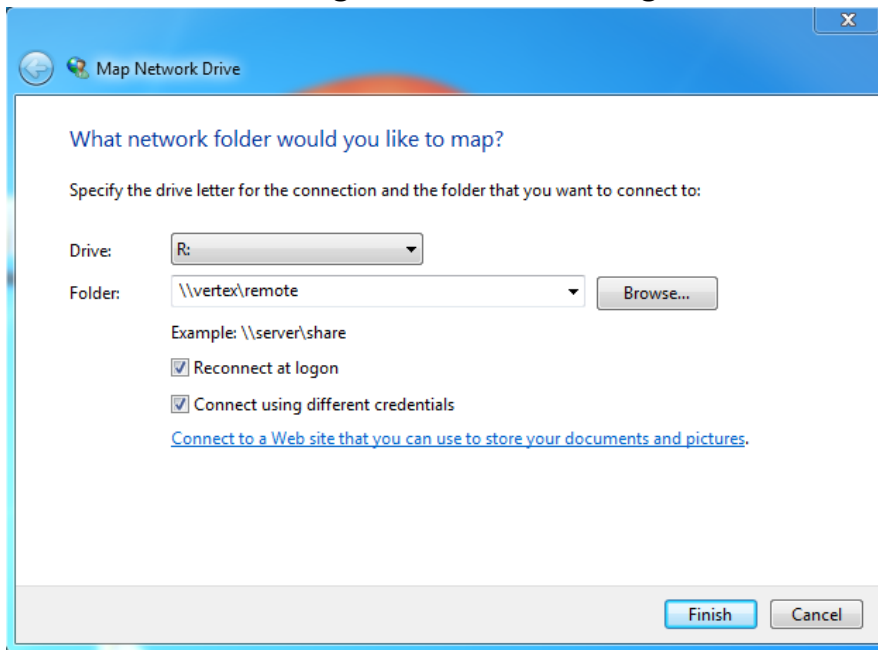 X
Map Network Drive
What network folder would you like to map?
Specify the drive letter for the connection and the folder that you want to connect to:
Drive: R:
Folder: \\vertex\remote Browse...
Example: \\server\share
Reconnect at logon
Connect using different credentials
Connect to a Web site that you can use to store your documents and pictures.
Finish Cancel